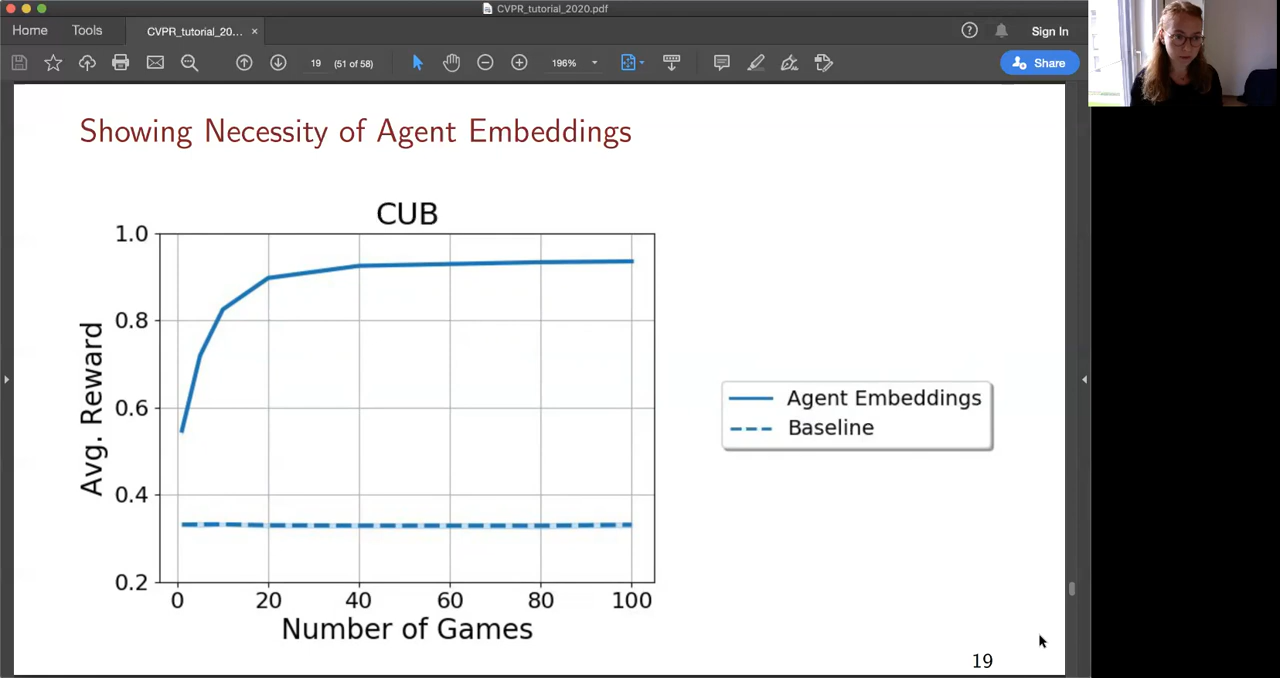 CVPR_tutorial_2020.pdf
Home Tools CVPR_tutorial_20... × Sign In
19 (51 of 58) 196% Share
Showing Necessity of Agent Embeddings
CUB
1.0
0.8
0.6
0.4
0.2
Avg. Reward
0 20 40 60 80 100
Number of Games
Agent Embeddings
Baseline
19